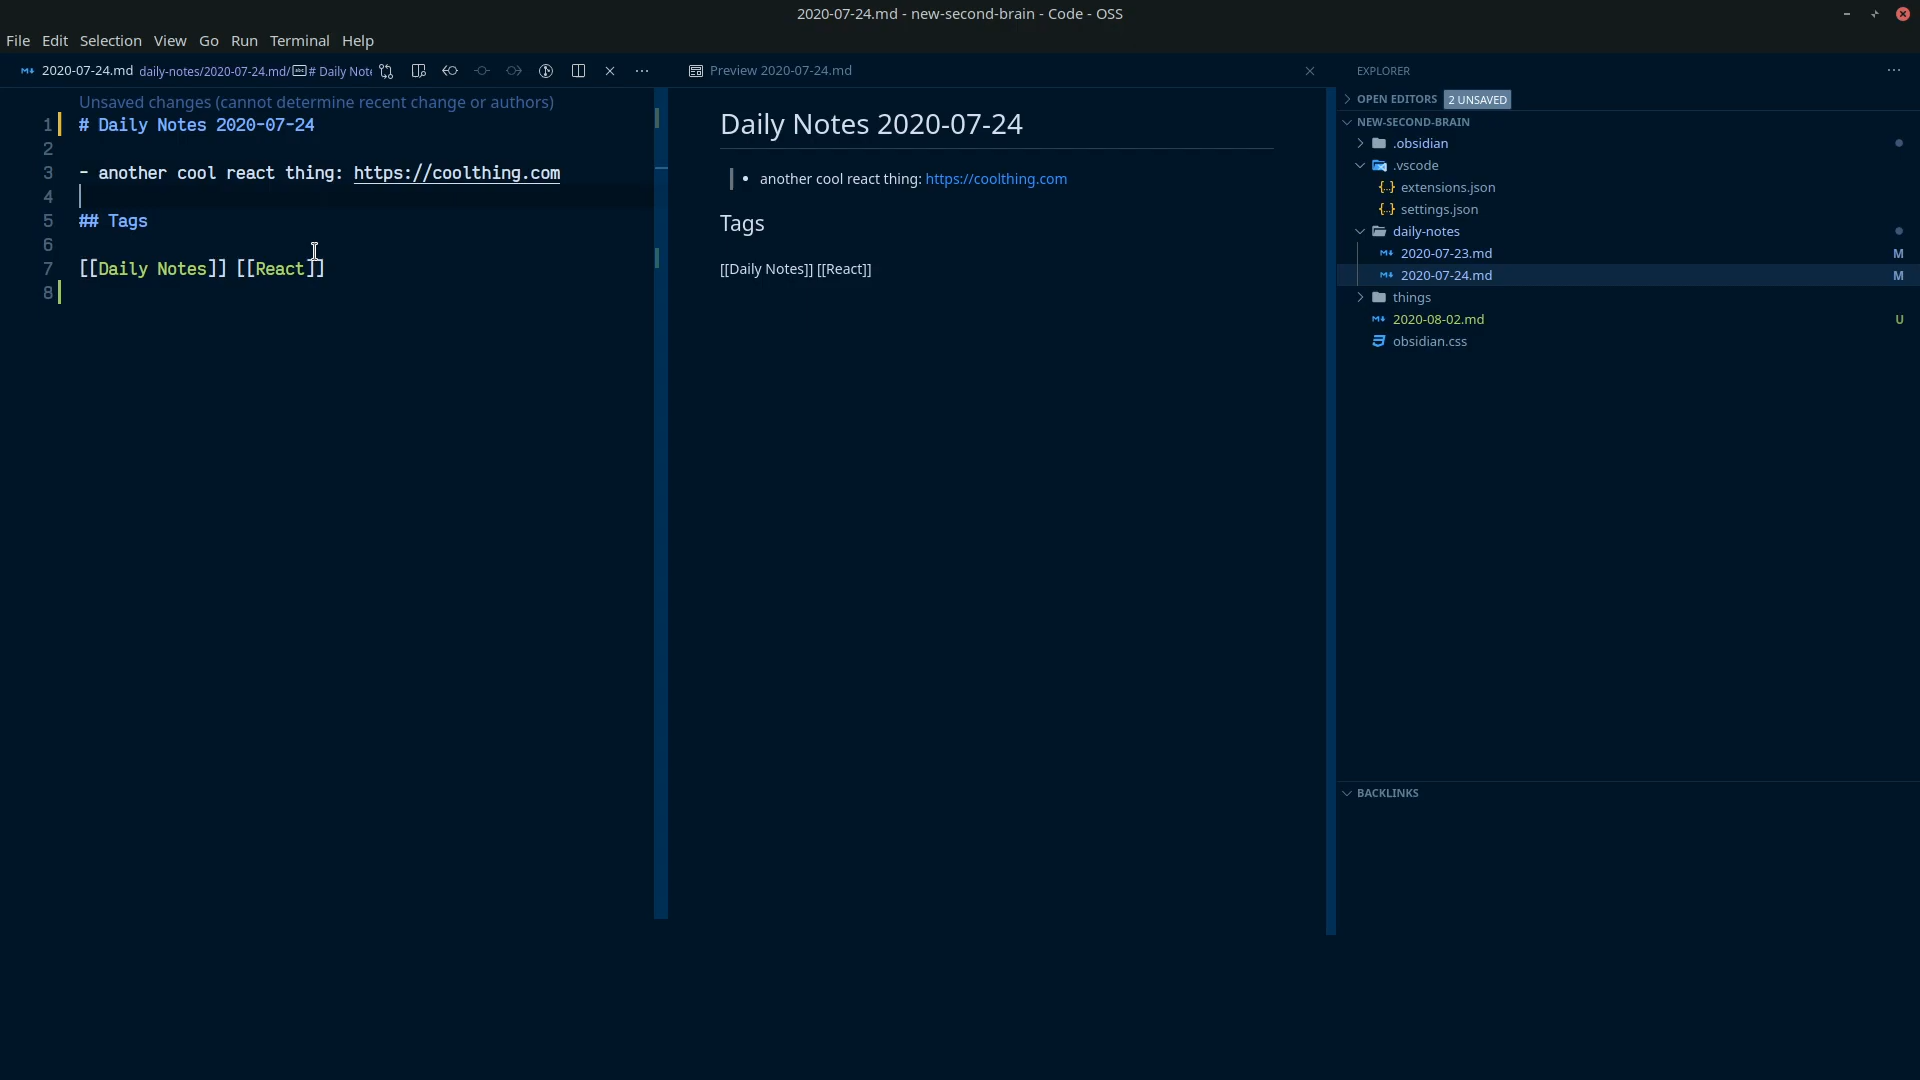 2020-07-24.md - new-second-brain - Code - OSS
File Edit Selection View Go Run Terminal Help
2020-07-24.md daily-notes/2020-07-24.md/ # Daily Note
Preview 2020-07-24.md
Unsaved changes (cannot determine recent change or authors)
1 # Daily Notes 2020-07-24
2
3 - another cool react thing: https://coolthing.com
4
5 ## Tags
6
7 [[Daily Notes]] [[React]]
8
Daily Notes 2020-07-24
• another cool react thing: https://coolthing.com
Tags
[[Daily Notes]] [[React]]
EXPLORER
OPEN EDITORS 2 UNSAVED
NEW-SECOND-BRAIN
.obsidian
.vscode
extensions.json
settings.json
daily-notes
2020-07-23.md M
2020-07-24.md M
things
2020-08-02.md U
obsidian.css
BACKLINKS